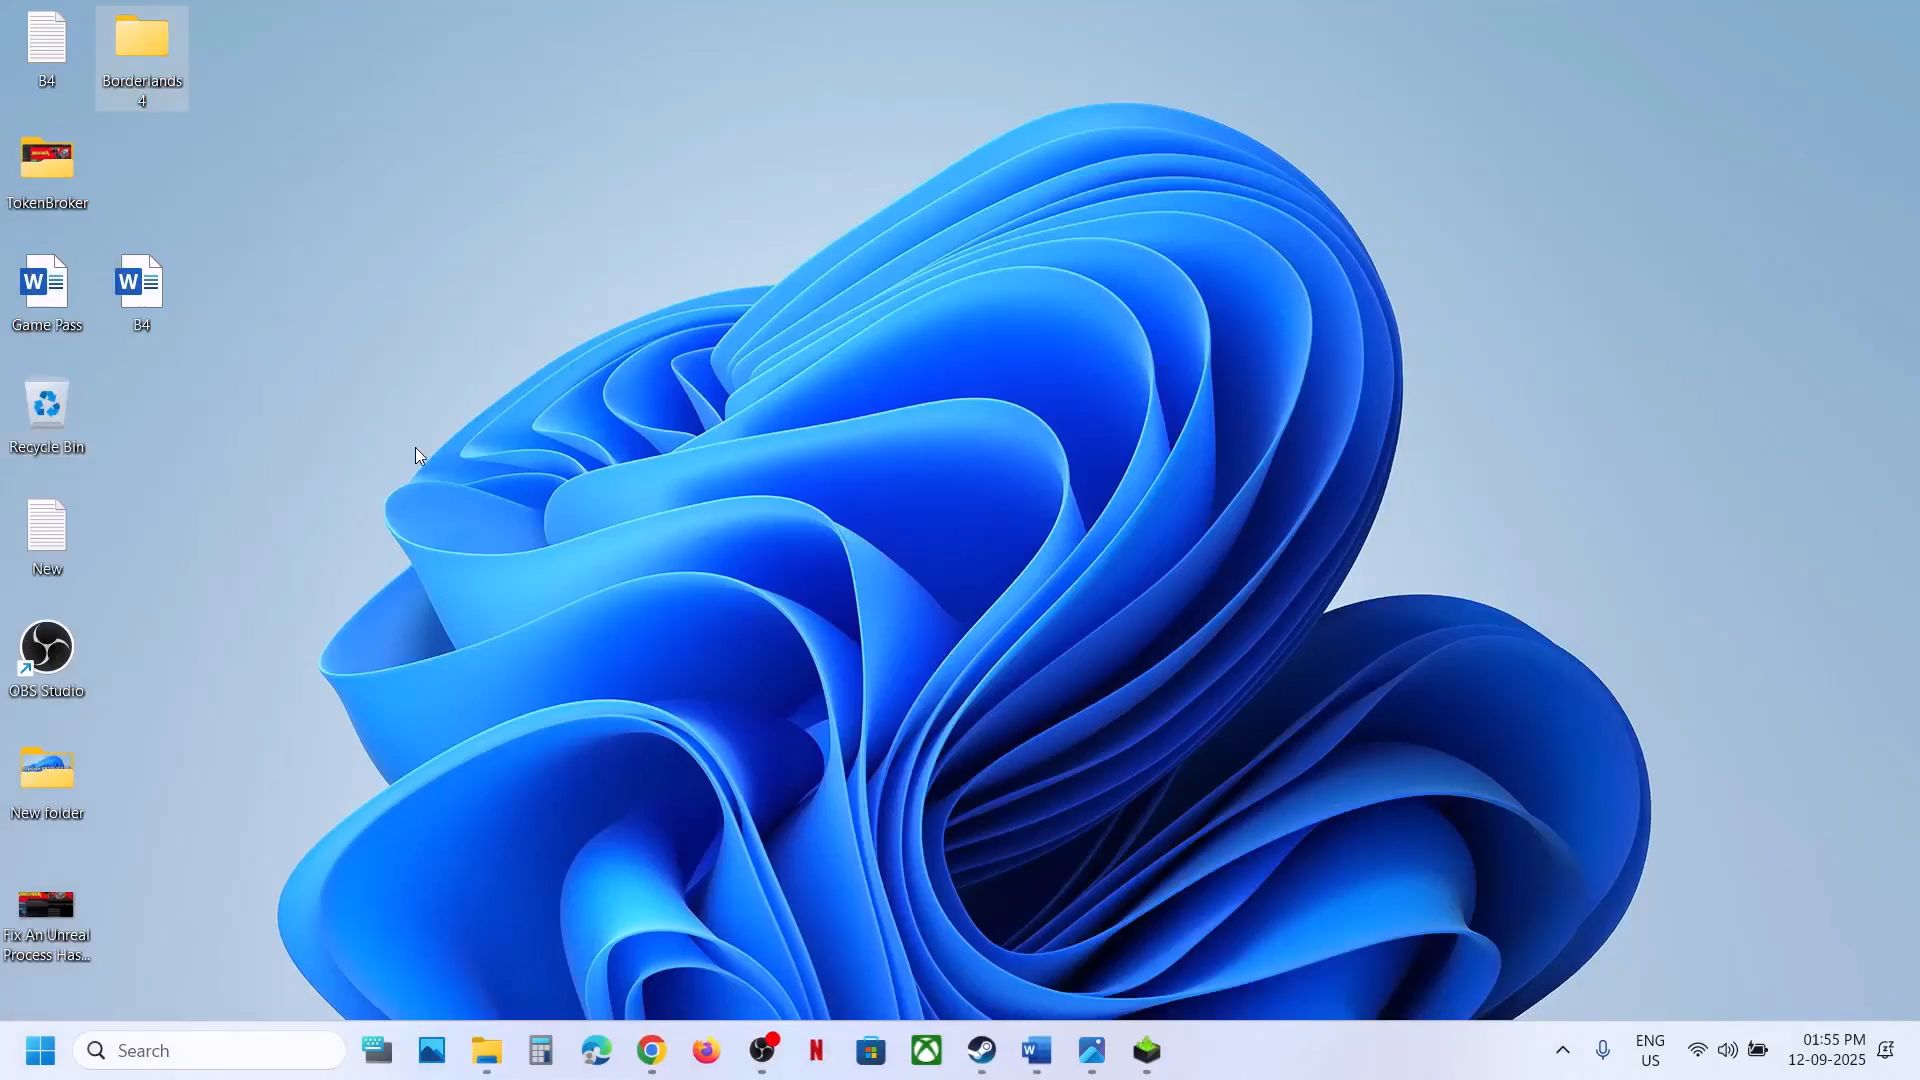 B4
Borderlands
4
TokenBroker
Game Pass
B4
Recycle Bin
New
OBS Studio
New folder
Fix An Unreal
Process Has...
Search
ENG
US
01:55 PM
12-09-2025